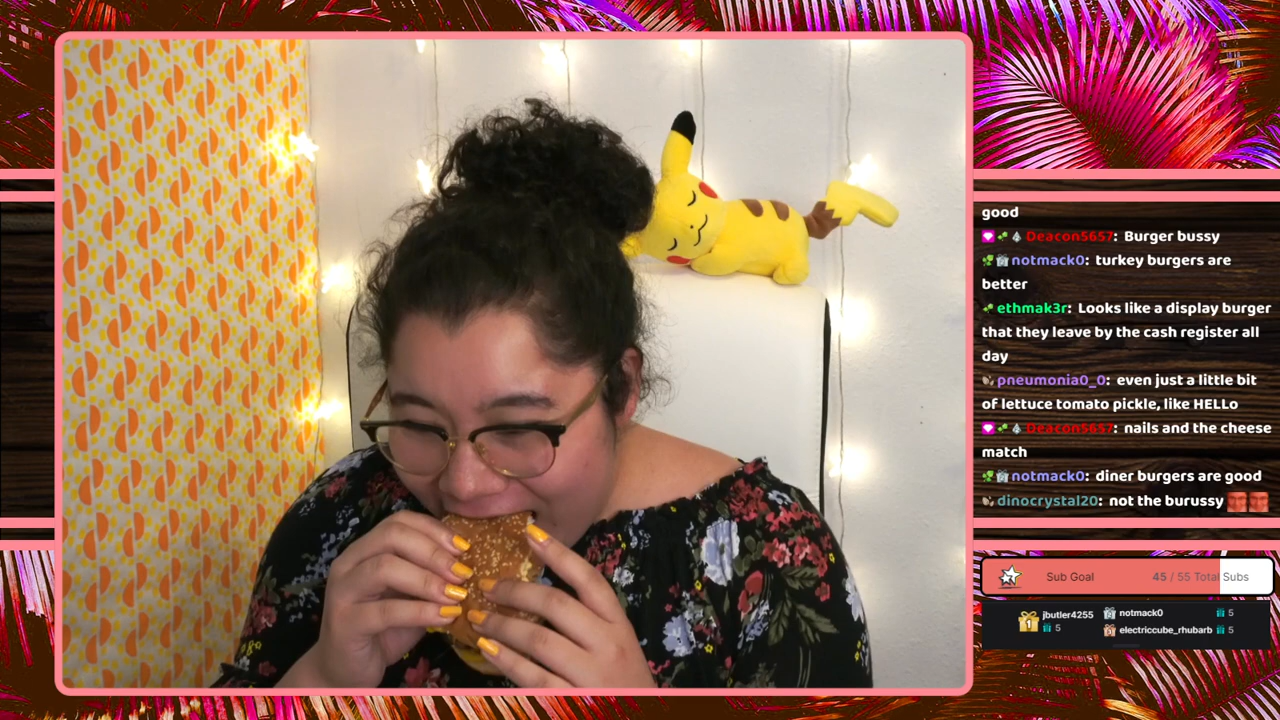 good
Deacon5657: Burger bussy
notmack0: turkey burgers are
better
ethmak3r: Looks like a display burger
that they leave by the cash register all
day
pneumonia0_0: even just a little bit
of lettuce tomato pickle, like HELLo
Deacon5657: nails and the cheese
match
notmack0: diner burgers are good
dinocrystal20: not the burussy
Sub Goal 45 / 55 Total Subs
1 jbutler4255 5
notmack0 5
electriccube_rhubarb 5